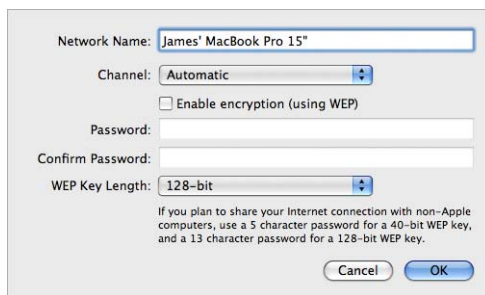 Network Name: James' MacBook Pro 15"
Channel: Automatic
Enable encryption (using WEP)
Password:
Confirm Password:
WEP Key Length: 128-bit
If you plan to share your Internet connection with non-Apple
computers, use a 5 character password for a 40-bit WEP key,
and a 13 character password for a 128-bit WEP key.
Cancel OK